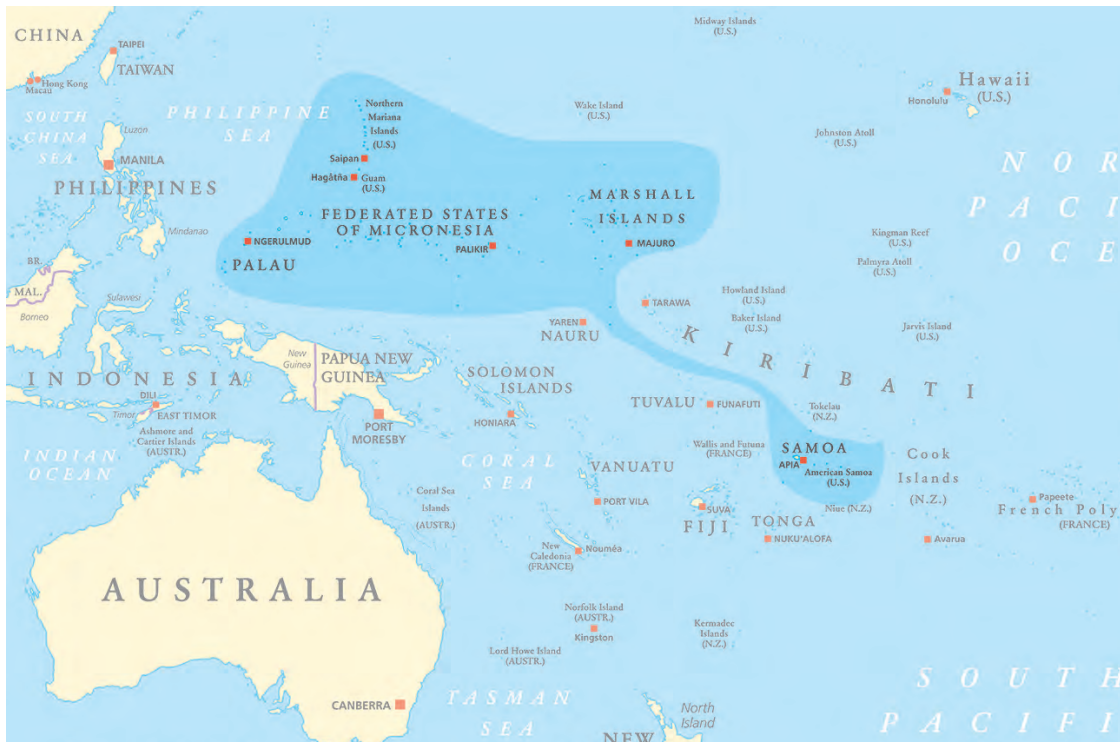 CHINA
TAIPEI
TAIWAN
Hong Kong
Macau
SOUTH
CHINA
SEA
PHILIPPINE
SEA
Luzon
MANILA
PHILIPPINES
Mindanao
Northern
Mariana
Islands
(U.S.)
Saipan
Hagåtña
Guam
(U.S.)
FEDERATED STATES
OF MICRONESIA
PALIKIR
NGERULMUD
PALAU
MARSHALL
ISLANDS
MAJURO
Midway Islands
(U.S.)
Wake Island
(U.S.)
Hawaii
(U.S.)
Honolulu
Johnston Atoll
(U.S.)
NOR
PACI
OCE
Kingman Reef
(U.S.)
Palmyra Atoll
(U.S.)
Howland Island
(U.S.)
Baker Island
(U.S.)
Jarvis Island
(U.S.)
TARAWA
KIRIBATI
YAREN
NAURU
BR.
MAL.
Borneo
Sulawesi
INDONESIA
New
Guinea
PAPUA NEW
GUINEA
PORT
MORESBY
SOLOMON
ISLANDS
HONIARA
TUVALU
FUNAFUTI
Tokelau
(N.Z.)
DILI
Timor
EAST TIMOR
Ashmore and
Cartier Islands
(AUSTR.)
INDIAN
OCEAN
CORAL
SEA
Coral Sea
Islands
(AUSTR.)
Wallis and Futuna
(FRANCE)
SAMOA
APIA
American Samoa
(U.S.)
Cook
Islands
(N.Z.)
VANUATU
PORT VILA
SUVA
FIJI
TONGA
NUKU‘ALOFA
Niue (N.Z.)
Papeete
French Poly
(FRANCE)
Avarua
New
Caledonia
(FRANCE)
Nouméa
AUSTRALIA
Norfolk Island
(AUSTR.)
Kingston
Kermadec
Islands
(N.Z.)
Lord Howe Island
(AUSTR.)
CANBERRA
TASMAN
SEA
North
Island
NEW
SOUTH
PACIFI